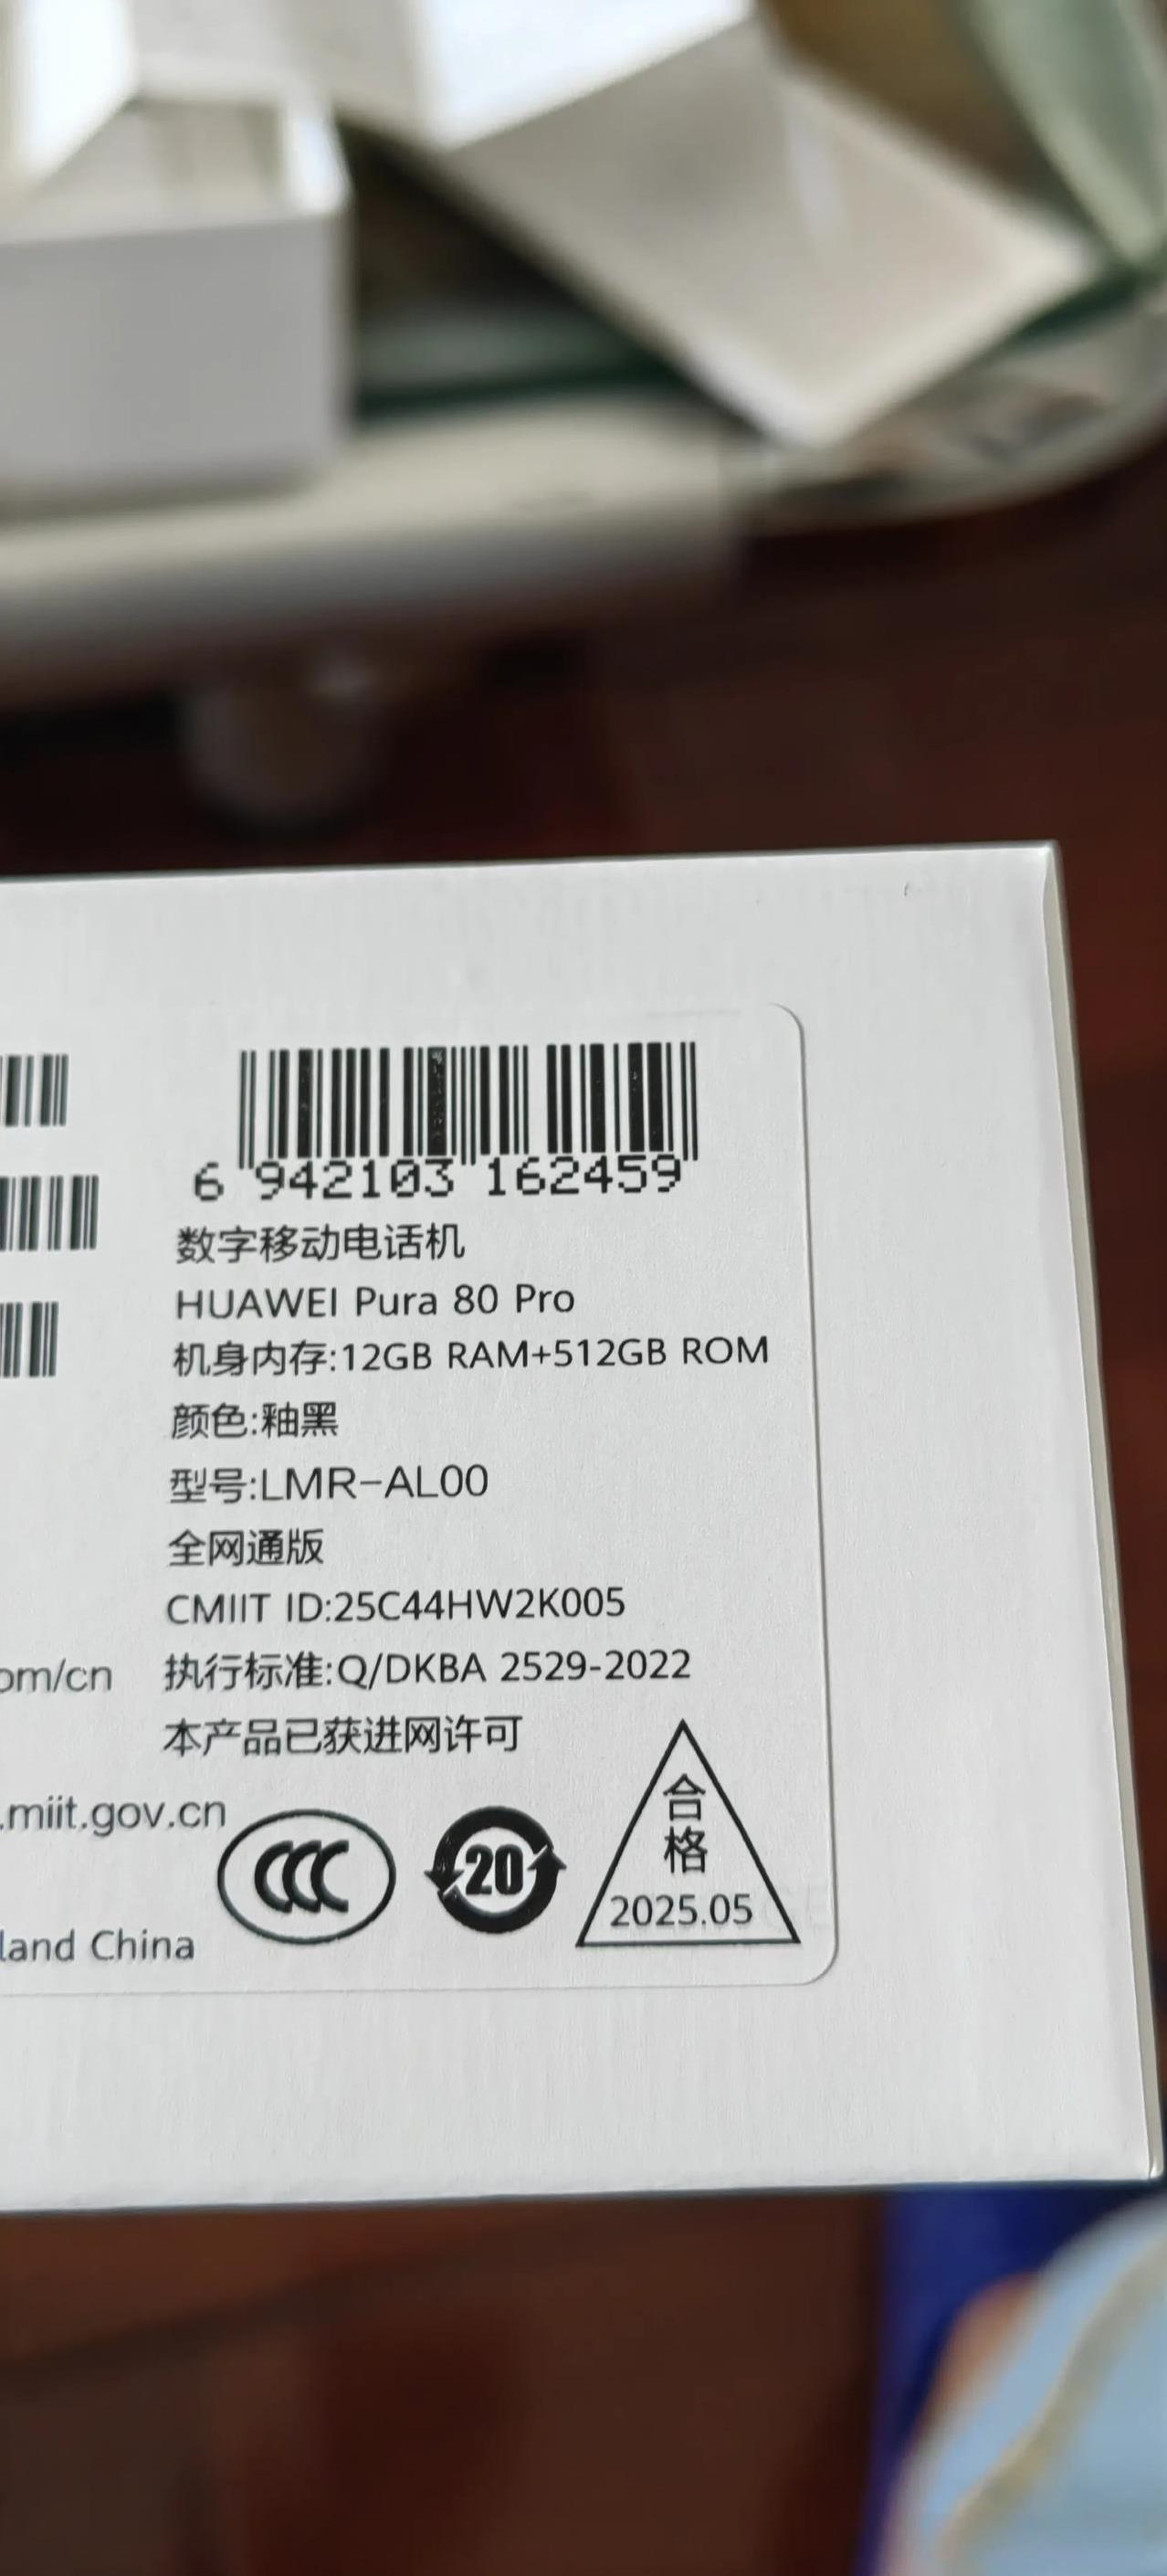 6 942103 162459
数字移动电话机
HUAWEI Pura 80 Pro
机身内存:12GB RAM+512GB ROM
颜色:釉黑
型号:LMR-AL00
全网通版
CMIIT ID:25C44HW2K005
om/cn
执行标准:Q/DKBA 2529-2022
本产品已获进网许可
.miit.gov.cn
CCC
20
合格
2025.05
land China